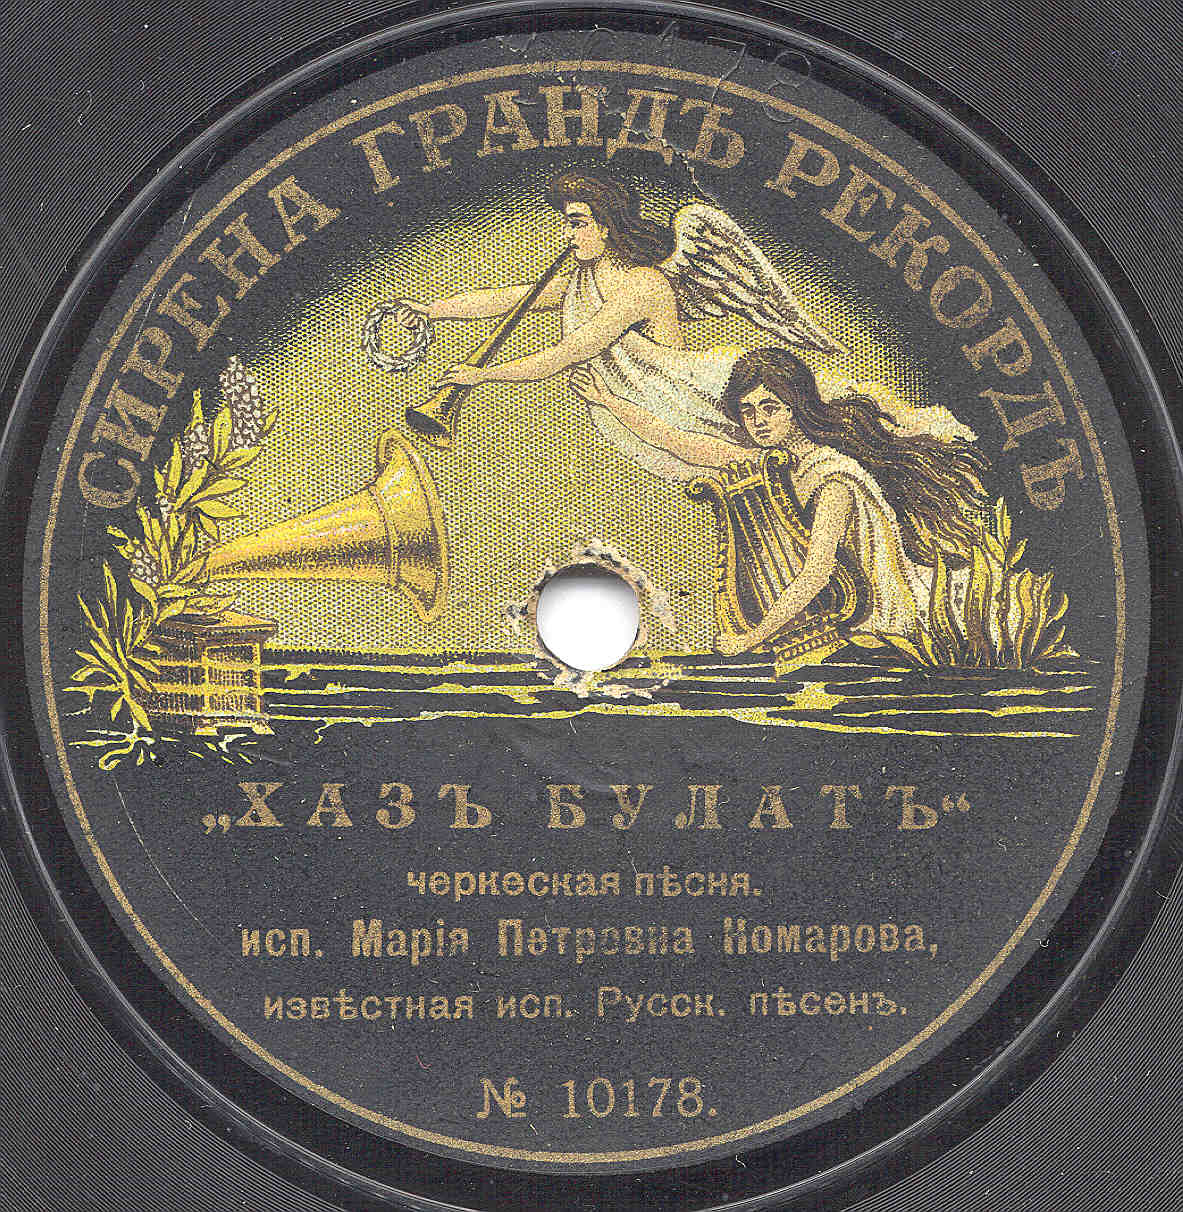 СИРЕНА ГРАНДЪ РЕКОРДЪ
„ХАЗЪ БУЛАТЪ“
черкеская пѣсня.
исп. Марія Петровна Комарова,
извѣстная исп. Русск. пѣсенъ.
№ 10178.